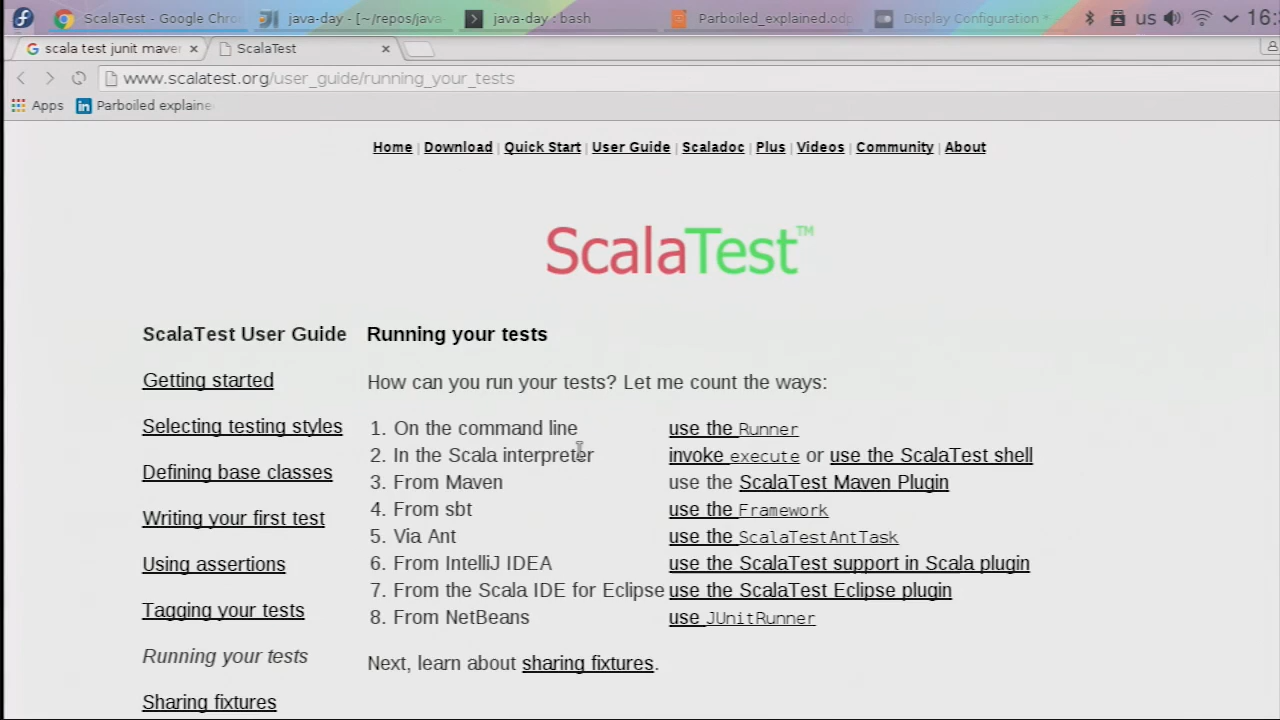 ScalaTest - Google Chro
java-day - [~/repos/java-
java-day : bash
Parboiled_explained.odp
Display Configuration
us
16:
scala test junit maven
ScalaTest
www.scalatest.org/user_guide/running_your_tests
Apps
Parboiled explaine
Home | Download | Quick Start | User Guide | Scaladoc | Plus | Videos | Community | About
ScalaTest™
ScalaTest User Guide
Getting started
Selecting testing styles
Defining base classes
Writing your first test
Using assertions
Tagging your tests
Running your tests
Sharing fixtures
Running your tests
How can you run your tests? Let me count the ways:
1. On the command line use the Runner
2. In the Scala interpreter invoke execute or use the ScalaTest shell
3. From Maven use the ScalaTest Maven Plugin
4. From sbt use the Framework
5. Via Ant use the ScalaTestAntTask
6. From IntelliJ IDEA use the ScalaTest support in Scala plugin
7. From the Scala IDE for Eclipse use the ScalaTest Eclipse plugin
8. From NetBeans use JUnitRunner
Next, learn about sharing fixtures.